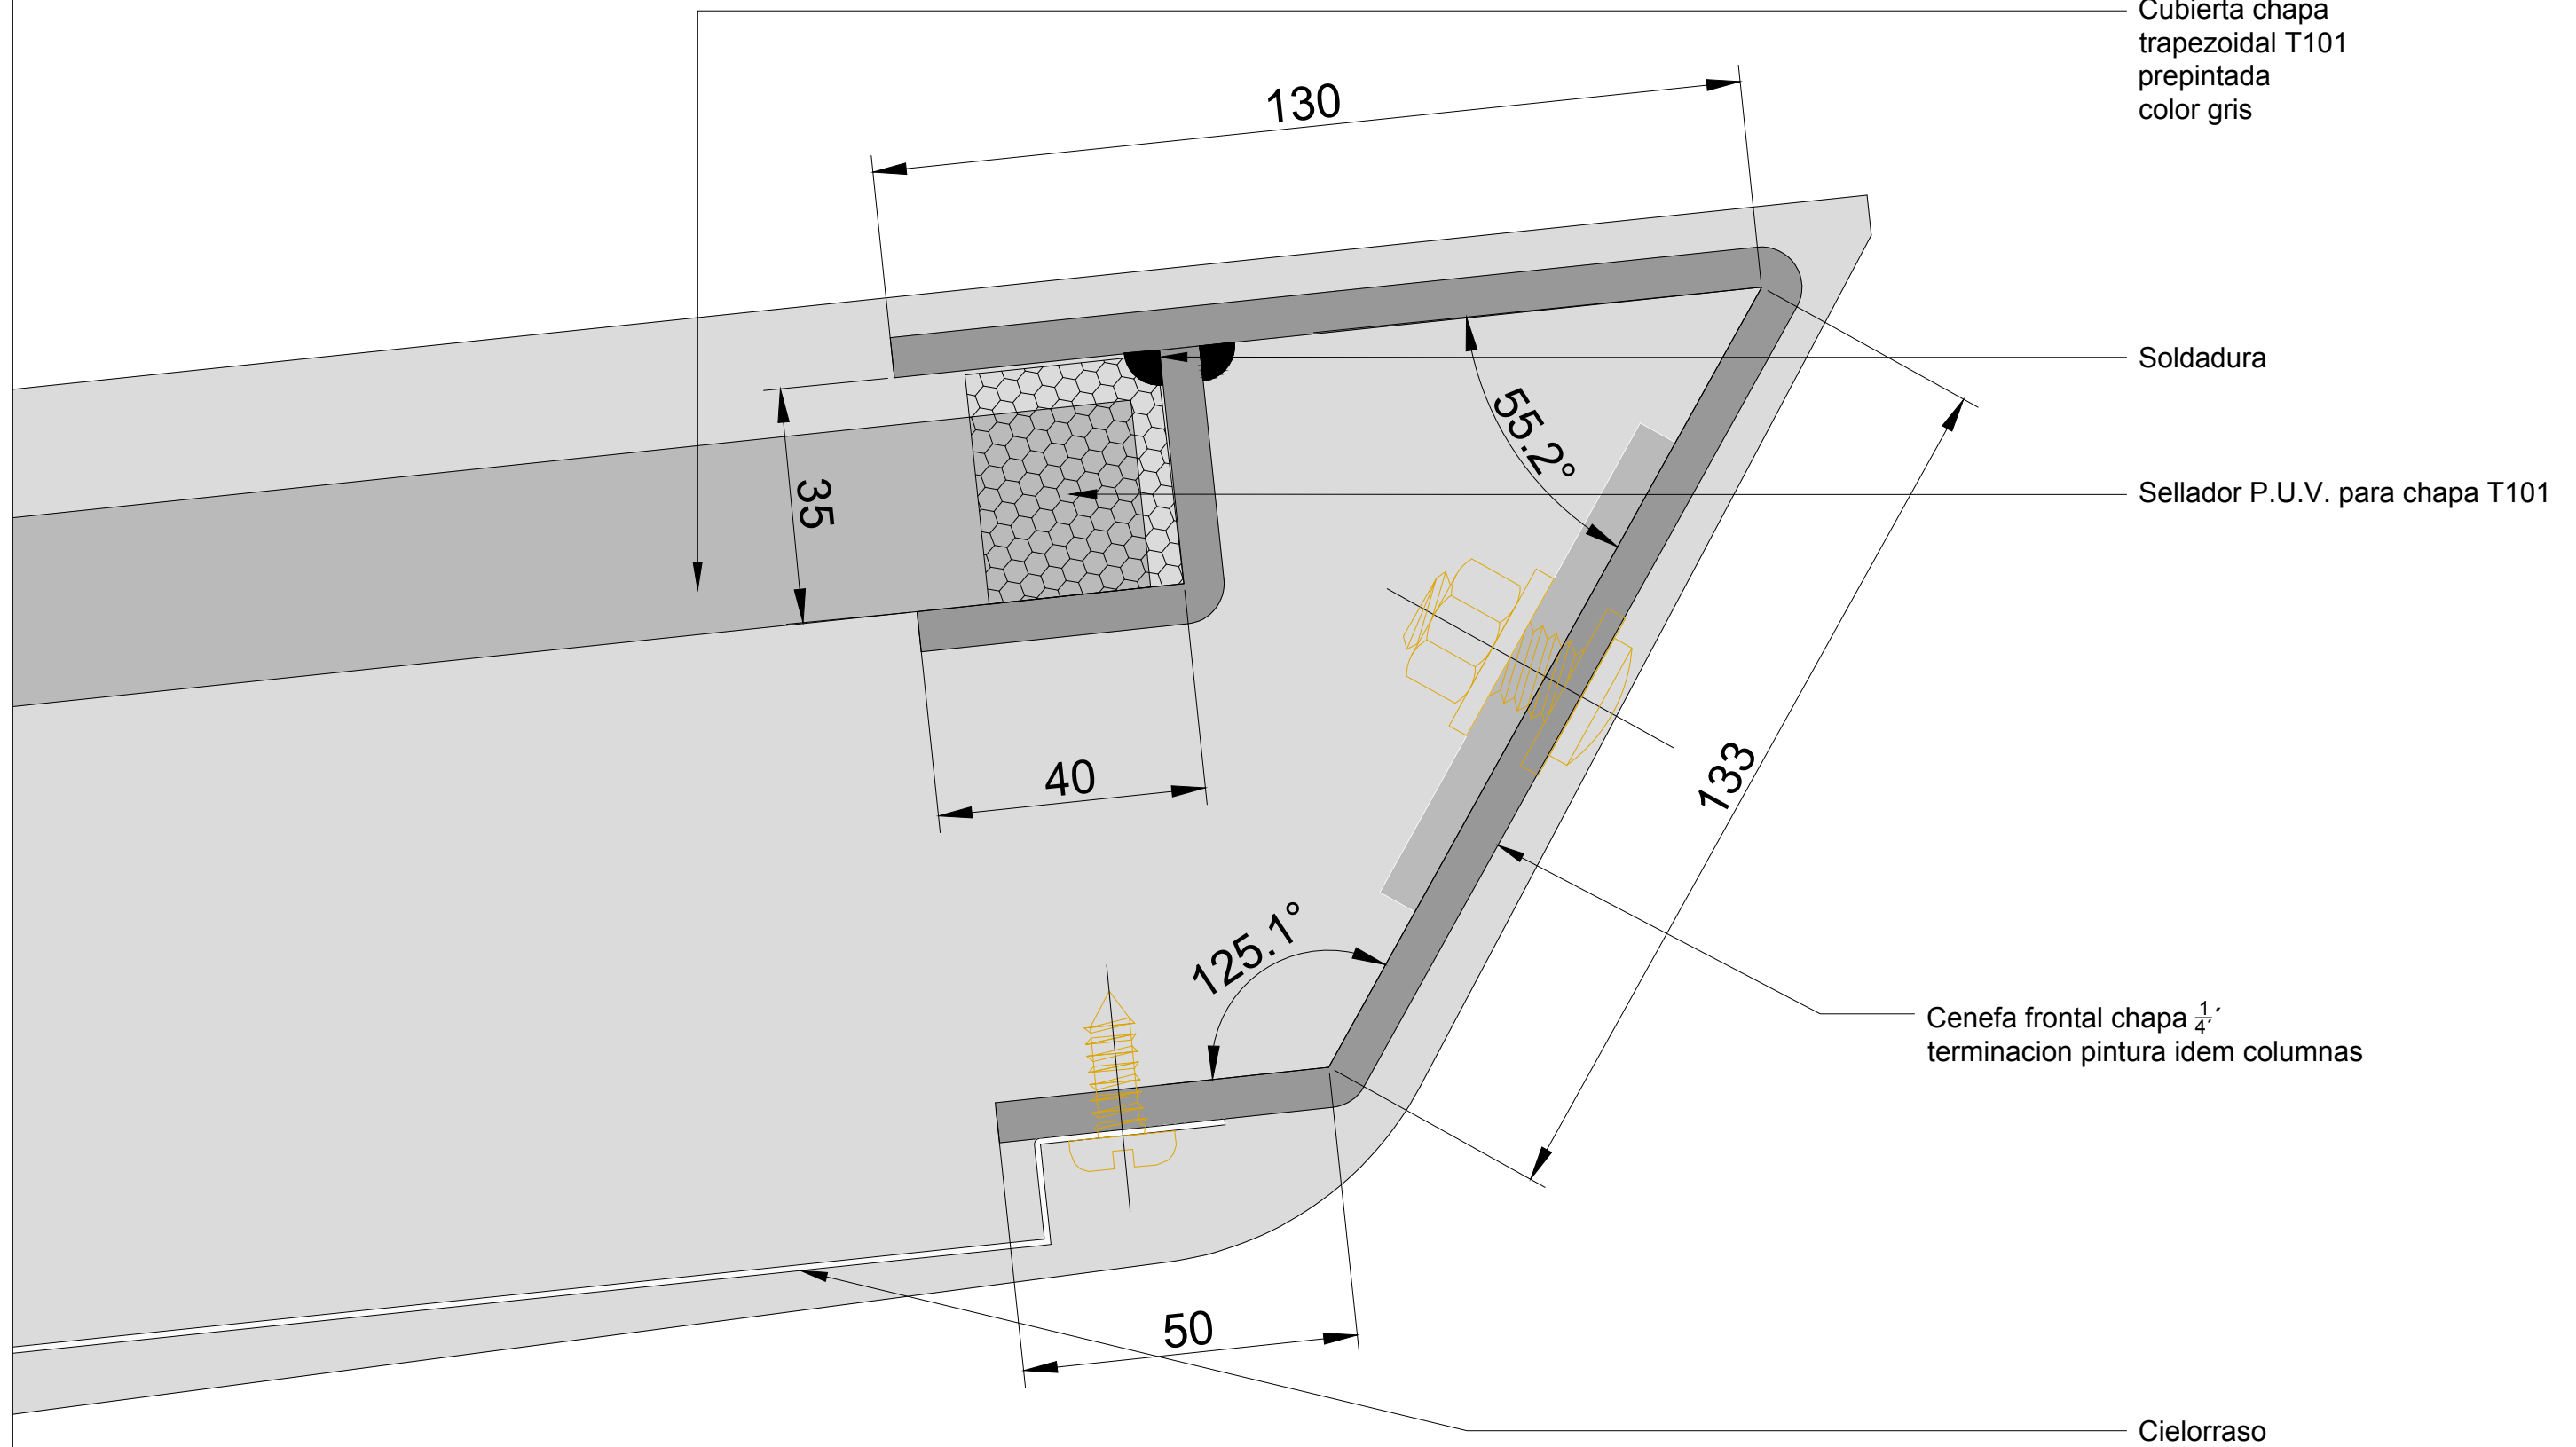 Cubierta chapa
trapezoidal T101
prepintada
color gris
130
Soldadura
55.2°
35
Sellador P.U.V. para chapa T101
40
133
125.1°
Cenefa frontal chapa 1/4´´
terminacion pintura idem columnas
50
Cielorraso